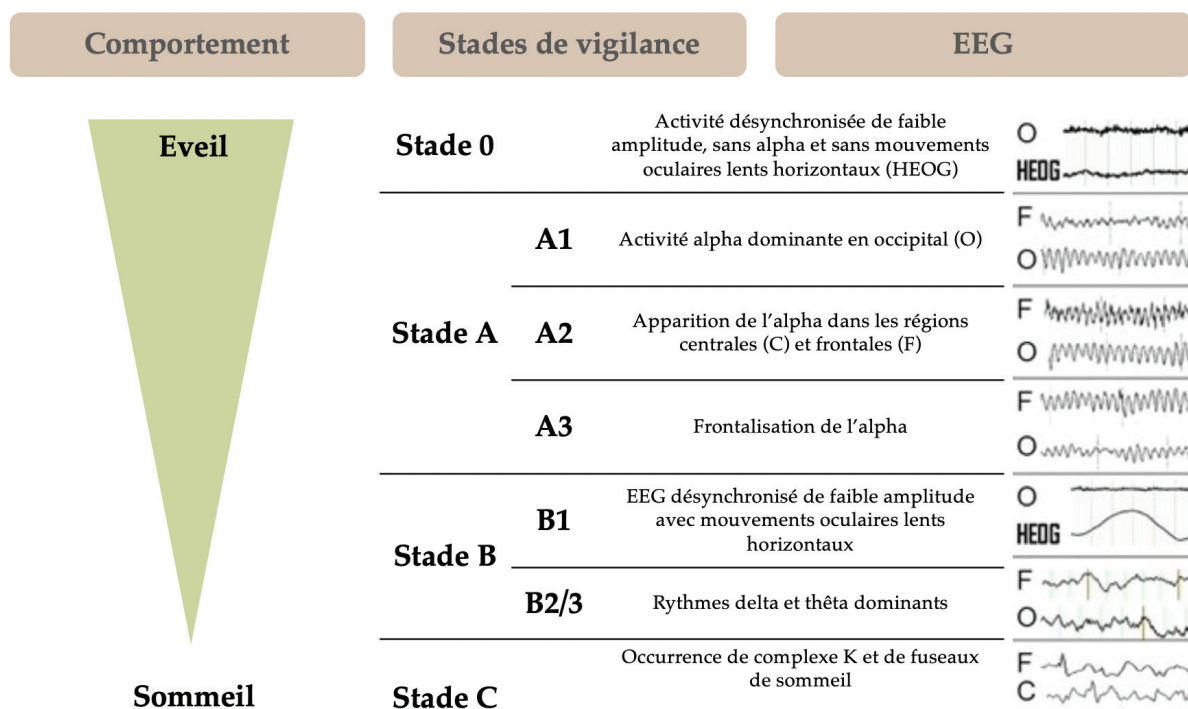 Comportement
Stades de vigilance
EEG
Eveil
Stade 0
Activité désynchronisée de faible
amplitude, sans alpha et sans mouvements
oculaires lents horizontaux (HEOG)
O
HEOG
Stade A
A1
Activité alpha dominante en occipital (O)
F
O
A2
Apparition de l’alpha dans les régions
centrales (C) et frontales (F)
F
O
A3
Frontalisation de l’alpha
F
O
Stade B
B1
EEG désynchronisé de faible amplitude
avec mouvements oculaires lents
horizontaux
O
HEOG
B2/3
Rythmes delta et thêta dominants
F
O
Sommeil
Stade C
Occurrence de complexe K et de fuseaux
de sommeil
F
C